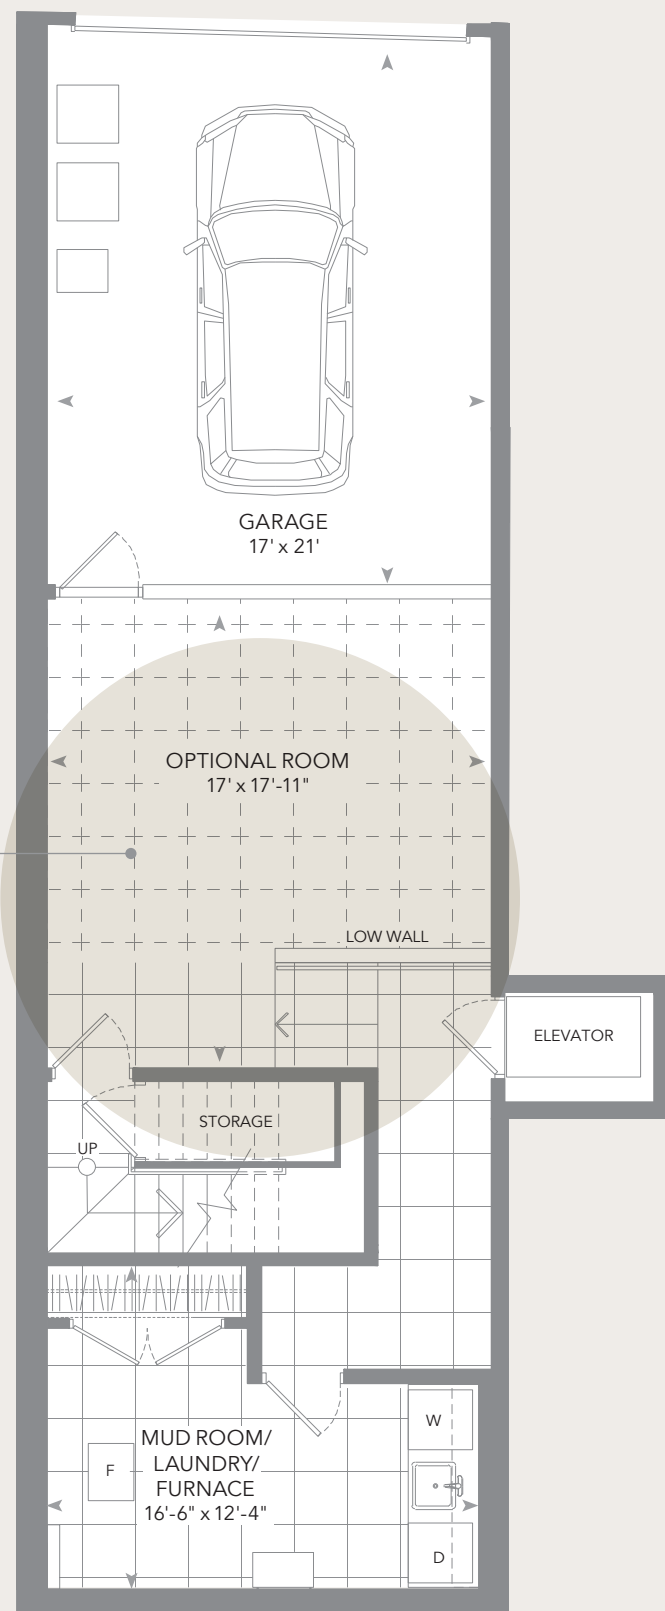 GARAGE
17' x 21'
OPTIONAL ROOM
17' x 17'-11"
LOW WALL
ELEVATOR
STORAGE
UP
MUD ROOM/
LAUNDRY/
FURNACE
16'-6" x 12'-4"
F
W
D